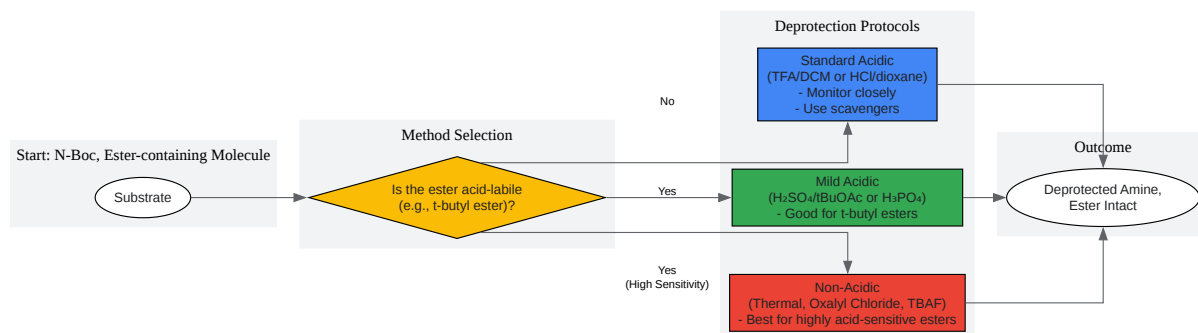 Start: N-Boc, Ester-containing Molecule
Substrate
Method Selection
Is the ester acid-labile
(e.g., t-butyl ester)?
No
Yes
Yes
(High Sensitivity)
Deprotection Protocols
Standard Acidic
(TFA/DCM or HCl/dioxane)
- Monitor closely
- Use scavengers
Mild Acidic
(H₂SO₄/tBuOAc or H₃PO₄)
- Good for t-butyl esters
Non-Acidic
(Thermal, Oxalyl Chloride, TBAF)
- Best for highly acid-sensitive esters
Outcome
Deprotected Amine,
Ester Intact